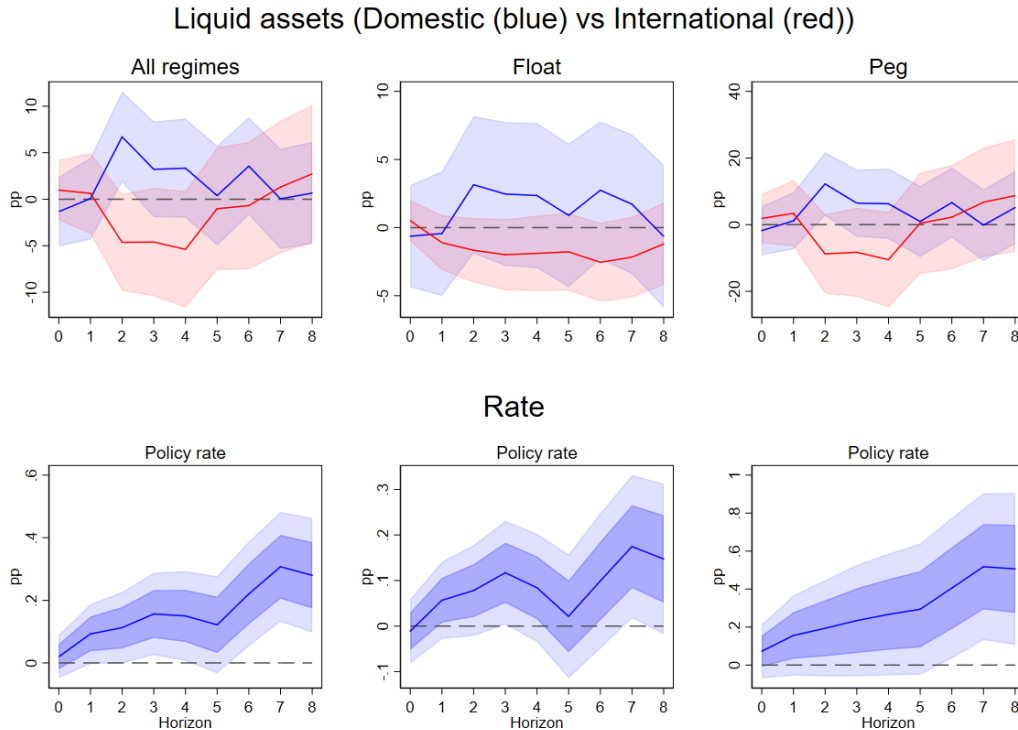 Liquid assets (Domestic (blue) vs International (red))
All regimes
Float
Peg
pp
10
5
0
-5
-10
0 1 2 3 4 5 6 7 8
pp
10
5
0
-5
0 1 2 3 4 5 6 7 8
pp
40
20
0
-20
0 1 2 3 4 5 6 7 8
Rate
Policy rate
Policy rate
Policy rate
pp
.6
.4
.2
0
0 1 2 3 4 5 6 7 8
Horizon
pp
.3
.2
.1
0
-.1
0 1 2 3 4 5 6 7 8
Horizon
pp
1
.8
.6
.4
.2
0
0 1 2 3 4 5 6 7 8
Horizon